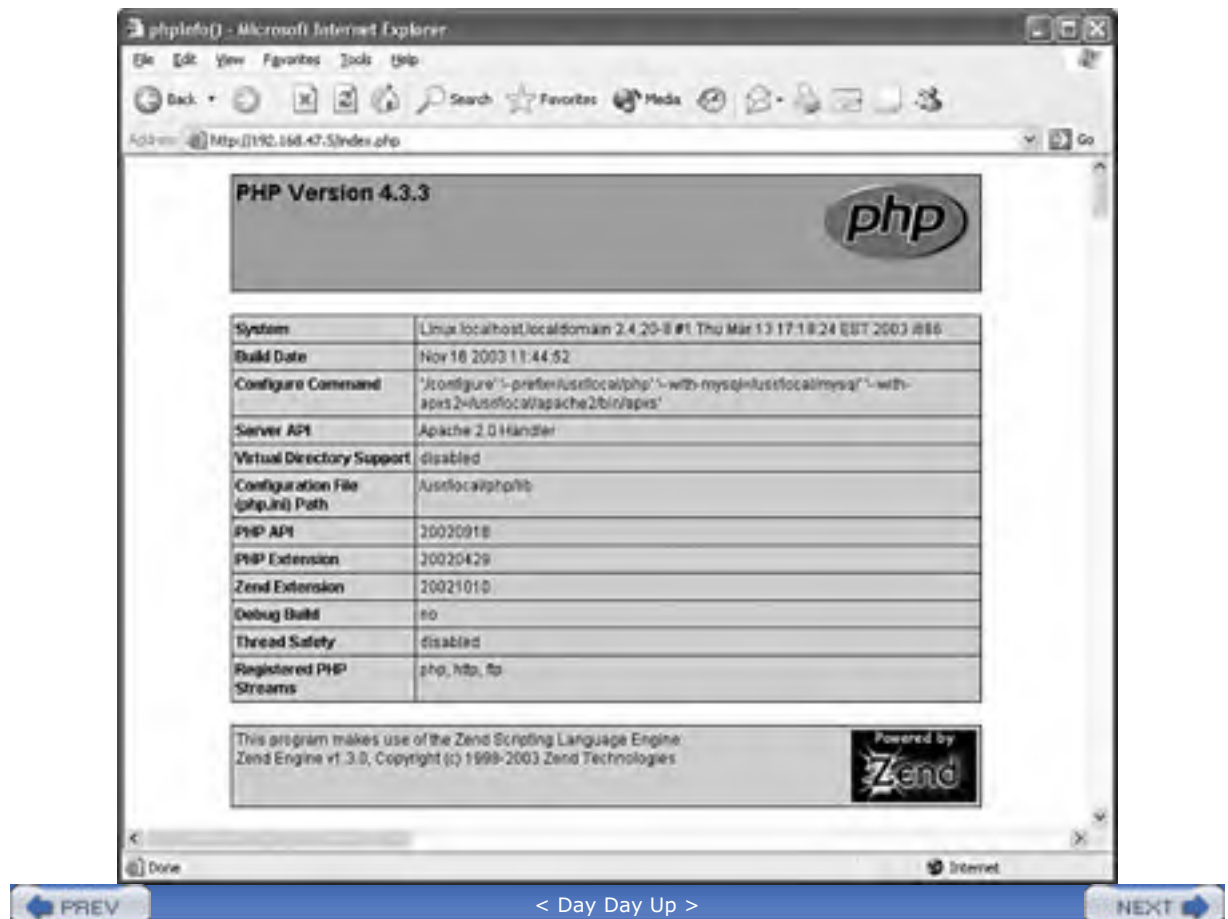 phpinfo() - Microsoft Internet Explorer
File Edit View Favorites Tools Help
Back Search Favorites Media
Address http://192.168.47.5/index.php Go
PHP Version 4.3.3
php
System Linux localhost.localdomain 2.4.20-8 #1 Thu Mar 13 17:18:24 EST 2003 i686
Build Date Nov 16 2003 11:44:52
Configure Command './configure' '--prefix=/usr/local/php' '--with-mysql=/usr/local/mysql' '--with-
apxs2=/usr/local/apache2/bin/apxs'
Server API Apache 2.0 Handler
Virtual Directory Support disabled
Configuration File /usr/local/php/lib
(php.ini) Path
PHP API 20020918
PHP Extension 20020429
Zend Extension 20021010
Debug Build no
Thread Safety disabled
Registered PHP php, http, ftp
Streams
This program makes use of the Zend Scripting Language Engine:
Zend Engine v1.3.0, Copyright (c) 1998-2003 Zend Technologies
Powered by
Zend
Done Internet
PREV < Day Day Up > NEXT